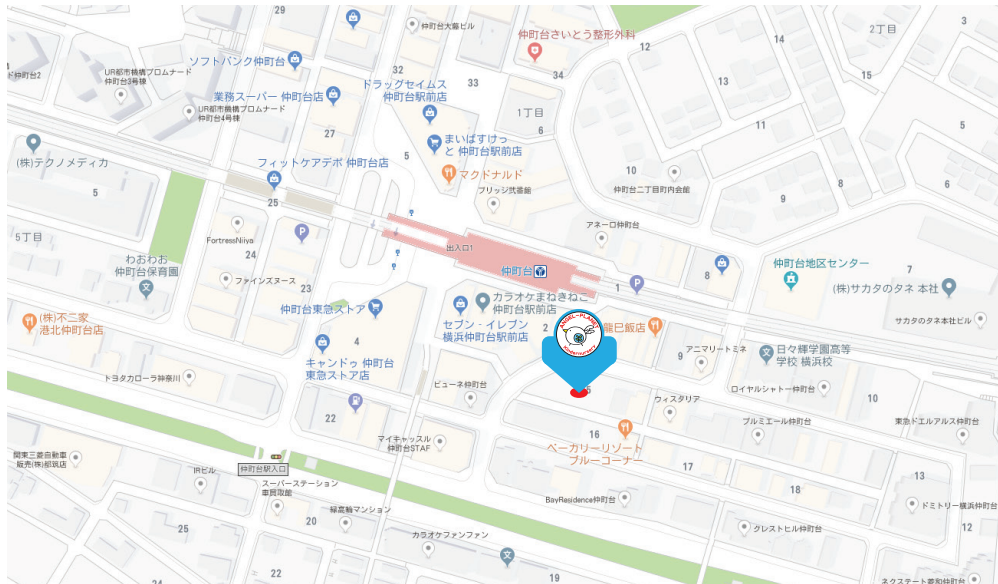 29
仲町台大藤ビル
仲町台さいとう整形外科
2丁目
3
14
12
ソフトバンク仲町台
UR都市機構プロムナード
仲町台3号棟
ド仲町台2
32
33
34
13
15
ドラッグセイムス
仲町台駅前店
業務スーパー 仲町台店
UR都市機構プロムナード
仲町台4号棟
1丁目
6
11
5
27
まいばすけっ
と 仲町台駅前店
5
(株)テクノメディカ
フィットケアデポ 仲町台店
マクドナルド
10
8
6
5
ブリッジ弐番館
仲町台二丁目町内会館
9
25
アネーロ仲町台
5丁目
FortressNiiya
24
出入口1
わおわお
仲町台保育園
ファインズヌース
23
仲町台
8
仲町台地区センター
7
(株)サカタのタネ 本社
1
カラオケまねきねこ
仲町台駅前店
仲町台東急ストア
(株)不二家
港北仲町台店
セブン - イレブン
横浜仲町台駅前店
2
ANGEL-PLANET
龍巳飯店
サカタのタネ本社ビル
4
アニマリートミネ
9
日々輝学園高等
学校 横浜校
キャンドゥ 仲町台
東急ストア店
トヨタカローラ神奈川
ビューネ仲町台
ロイヤルシャトー仲町台
10
ウィスタリア
22
プルミエール仲町台
東急ドエルアルス仲町台
マイキャッスル
仲町台STAF
16
ベーカリーリゾート
ブルーコーナー
関東三菱自動車
販売(株)都筑店
IRビル
仲町台駅入口
17
スーパーステーション
車買取館
18
13
BayResidence仲町台
ドミトリー横浜仲町台
緑高輪マンション
20
25
クレストヒル仲町台
12
カラオケファンファン
22
19
24
ネクステート菱和仲町台